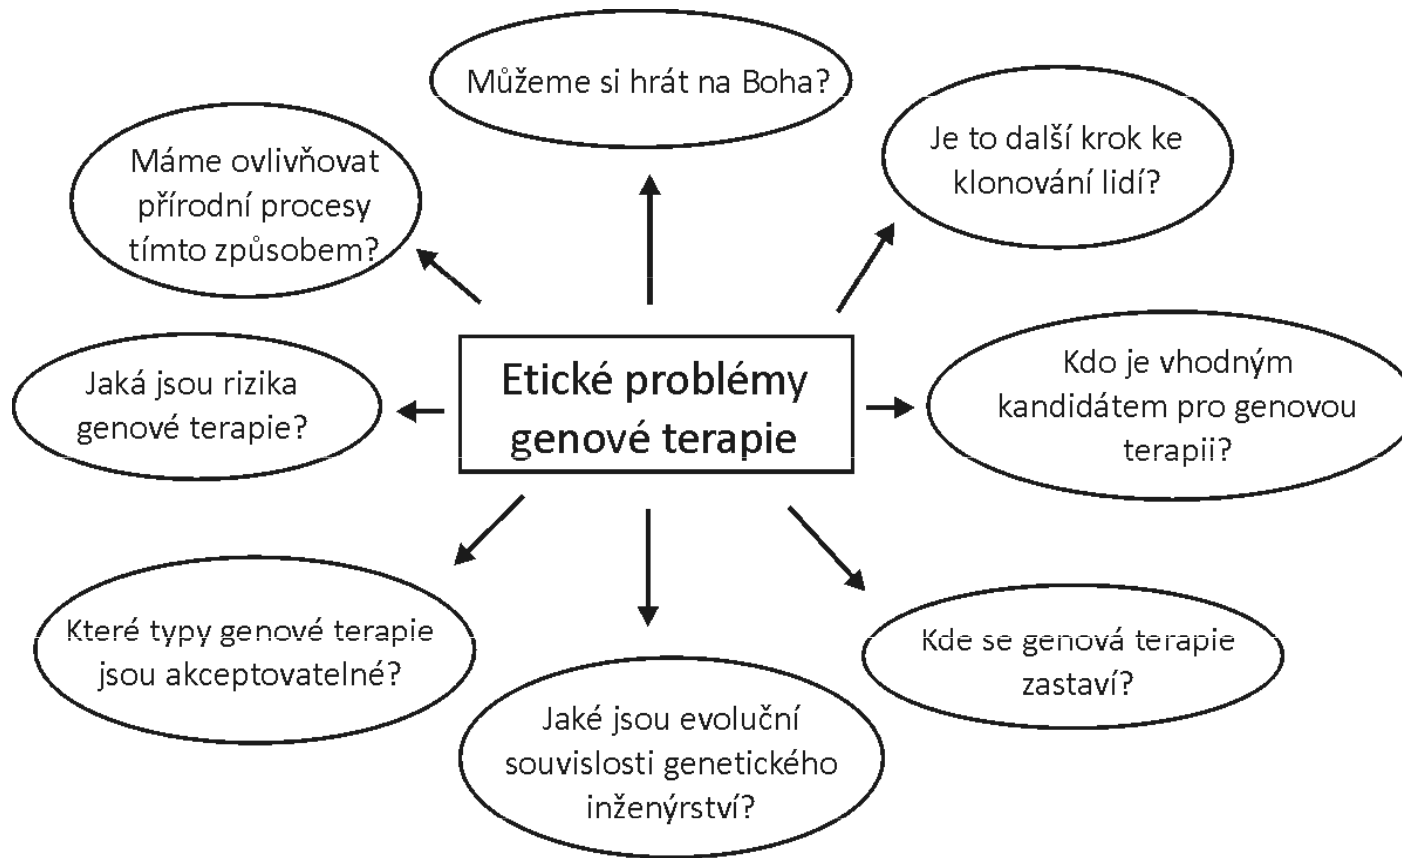 Můžeme si hrát na Boha?
Je to další krok ke
klonování lidí?
Máme ovlivňovat
přírodní procesy
tímto způsobem?
Etické problémy
genové terapie
Kdo je vhodným
kandidátem pro genovou
terapii?
Jaká jsou rizika
genové terapie?
Které typy genové terapie
jsou akceptovatelné?
Kde se genová terapie
zastaví?
Jaké jsou evoluční
souvislosti genetického
inženýrství?